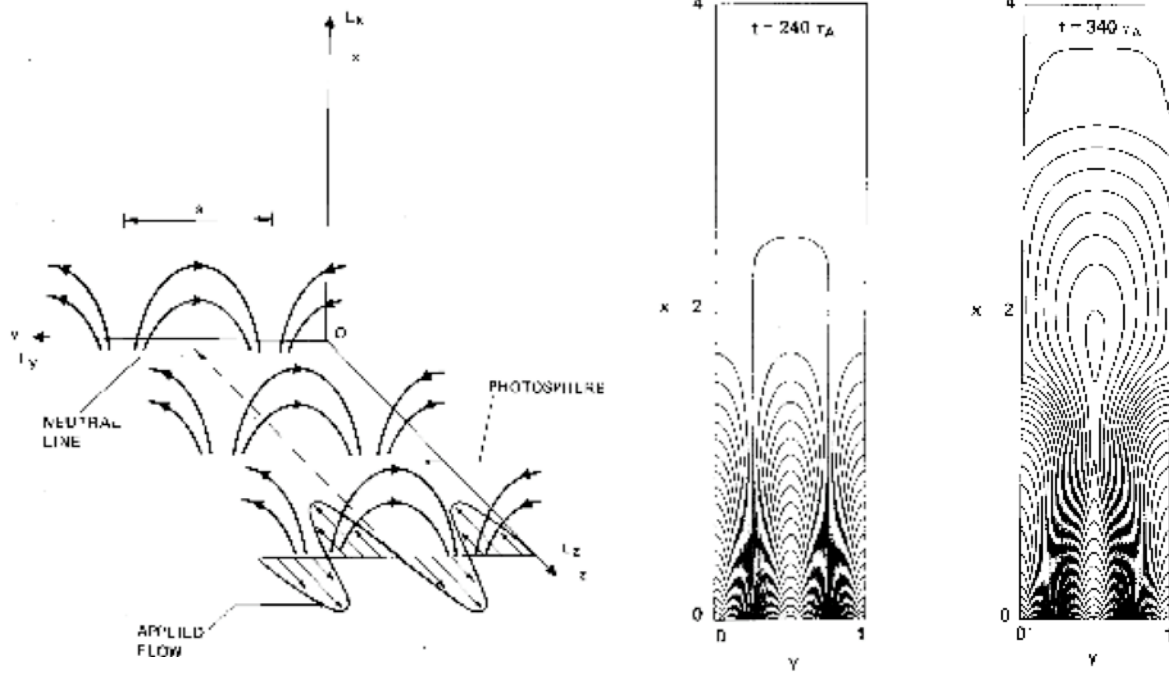 Lx
x
a
y
Ly
O
NEUTRAL
LINE
PHOTOSPHERE
Lz
z
APPLIED
FLOW
4
t = 240 τA
x 2
0
0 1
Y
4
t = 340 τA
x 2
0
0 1
Y